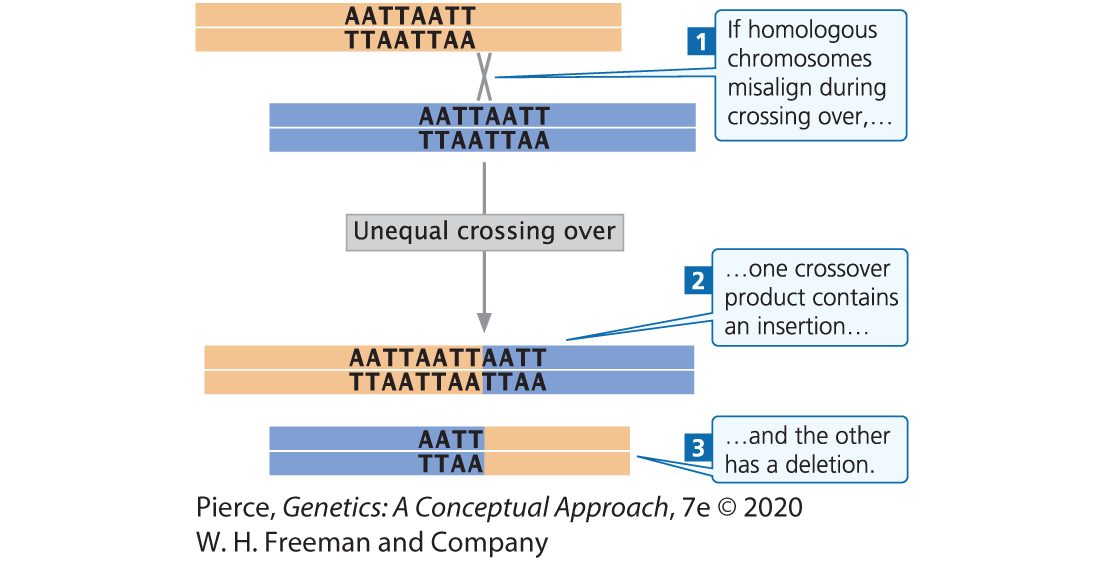 AATTAATT
TTAATTAA
1
If homologous
chromosomes
misalign during
crossing over,…
AATTAATT
TTAATTAA
Unequal crossing over
2
…one crossover
product contains
an insertion…
AATTAATTAATT
TTAATTAATTAA
3
…and the other
has a deletion.
AATT
TTAA
Pierce, Genetics: A Conceptual Approach, 7e © 2020
W. H. Freeman and Company